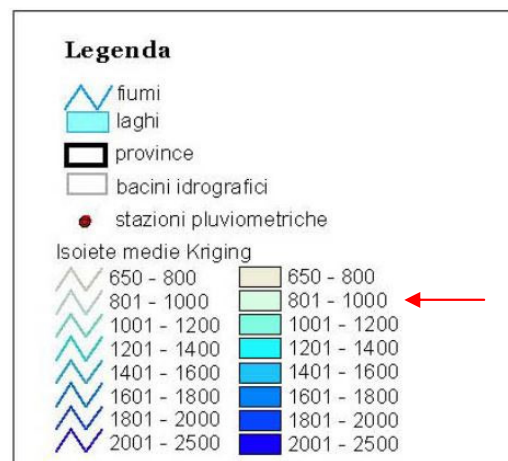 Legenda
fiumi
laghi
province
bacini idrografici
stazioni pluviometriche
Isoiete medie Kriging
650 - 800 650 - 800
801 - 1000 801 - 1000
1001 - 1200 1001 - 1200
1201 - 1400 1201 - 1400
1401 - 1600 1401 - 1600
1601 - 1800 1601 - 1800
1801 - 2000 1801 - 2000
2001 - 2500 2001 - 2500